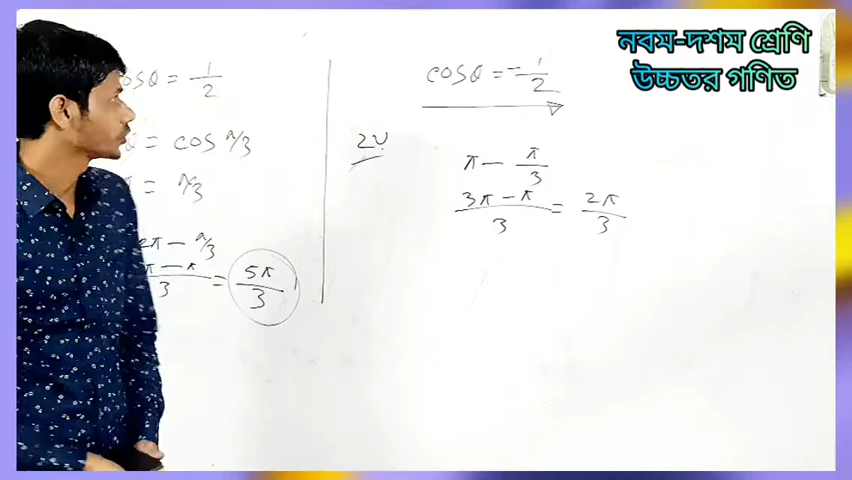 নবম-দশম শ্রেণি
উচ্চতর গণিত
cosθ = 1/2
= cos π/3
= π/3
2π - π/3
π - π / 3 = 5π/3
cosθ = - 1/2
π - π/3
3π - π / 3 = 2π/3